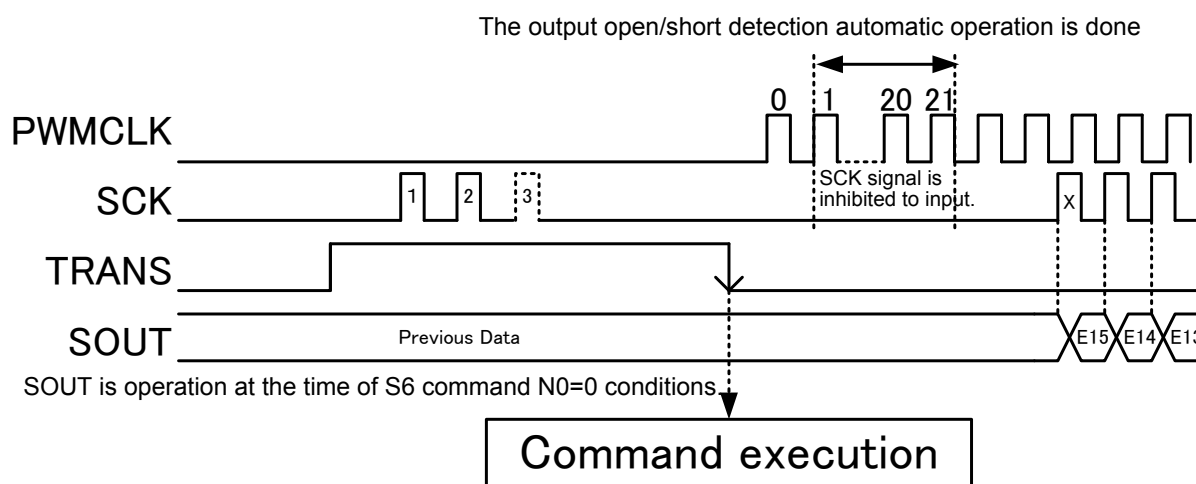 The output open/short detection automatic operation is done
0 1 20 21
PWMCLK
SCK signal is
inhibited to input.
SCK 1 2 3 X
TRANS
SOUT Previous Data E15 E14 E13
SOUT is operation at the time of S6 command N0=0 conditions.
Command execution